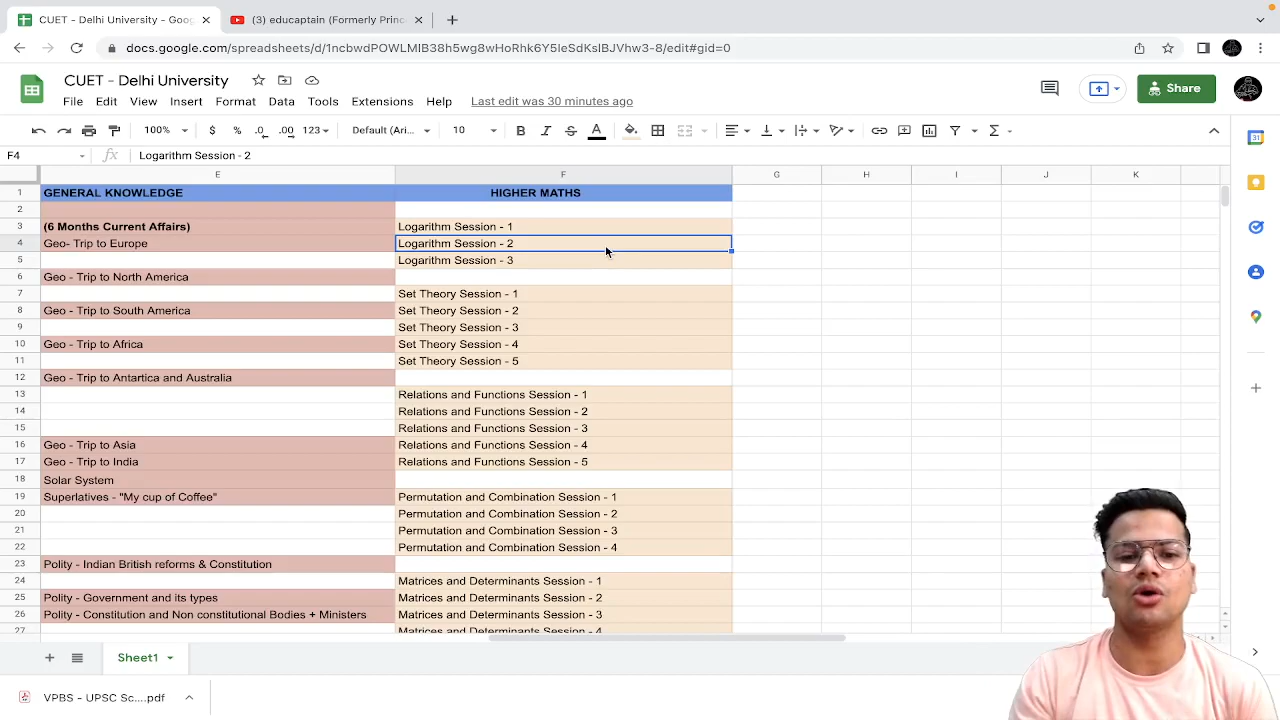 CUET - Delhi University - Goog
(3) educaptain (Formerly Princ
docs.google.com/spreadsheets/d/1ncbwdPOWLMIB38h5wg8wHoRhk6Y5leSdKslBJVhw3-8/edit#gid=0
CUET - Delhi University
File Edit View Insert Format Data Tools Extensions Help Last edit was 30 minutes ago
Share
100% $ % .0 .00 123 Default (Ari... 10 B I S A
F4 fx Logarithm Session - 2
E F G H I J K
1 GENERAL KNOWLEDGE HIGHER MATHS
2
3 (6 Months Current Affairs) Logarithm Session - 1
4 Geo- Trip to Europe Logarithm Session - 2
5 Logarithm Session - 3
6 Geo - Trip to North America
7 Set Theory Session - 1
8 Geo - Trip to South America Set Theory Session - 2
9 Set Theory Session - 3
10 Geo - Trip to Africa Set Theory Session - 4
11 Set Theory Session - 5
12 Geo - Trip to Antartica and Australia
13 Relations and Functions Session - 1
14 Relations and Functions Session - 2
15 Relations and Functions Session - 3
16 Geo - Trip to Asia Relations and Functions Session - 4
17 Geo - Trip to India Relations and Functions Session - 5
18 Solar System
19 Superlatives - "My cup of Coffee" Permutation and Combination Session - 1
20 Permutation and Combination Session - 2
21 Permutation and Combination Session - 3
22 Permutation and Combination Session - 4
23 Polity - Indian British reforms & Constitution
24 Matrices and Determinants Session - 1
25 Polity - Government and its types Matrices and Determinants Session - 2
26 Polity - Constitution and Non constitutional Bodies + Ministers Matrices and Determinants Session - 3
27 Matrices and Determinants Session - 4
Sheet1
VPBS - UPSC Sc....pdf